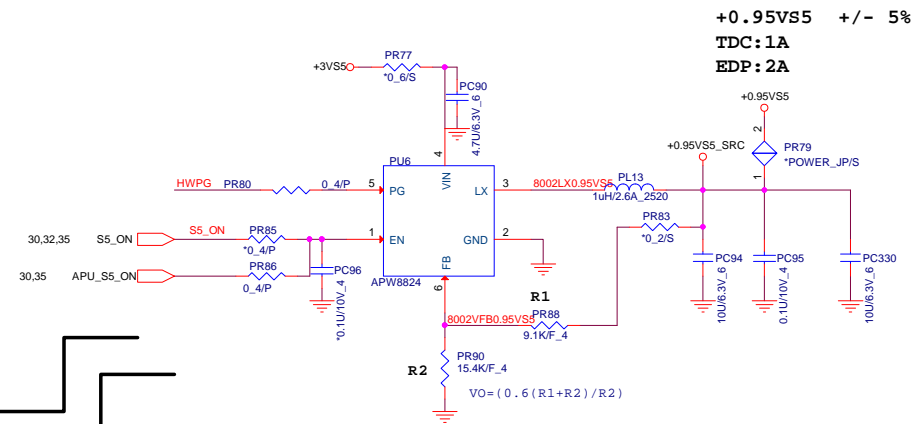 +0.95VS5 +/- 5%
TDC:1A
EDP:2A
PR77
+3VS5
*0_6/S
PC90
4.7U/6.3V_6
+0.95VS5
+0.95VS5_SRC
2
PR79
*POWER_JP/S
1
PU6
4
VIN
HWPG
PR80
0_4/P
5
PG
LX
3
8002LX0.95VS5
PL13
1uH/2.6A_2520
PR83
*0_2/S
30,32,35
S5_ON
S5_ON
PR85
*0_4/P
1
EN
GND
2
30,35
APU_S5_ON
PR86
0_4/P
PC96
*0.1U/10V_4
FB
APW8824
6
PC94
10U/6.3V_6
PC95
0.1U/10V_4
PC330
10U/6.3V_6
R1
8002VFB0.95VS5
PR88
9.1K/F_4
R2
PR90
15.4K/F_4
VO=(0.6(R1+R2)/R2)